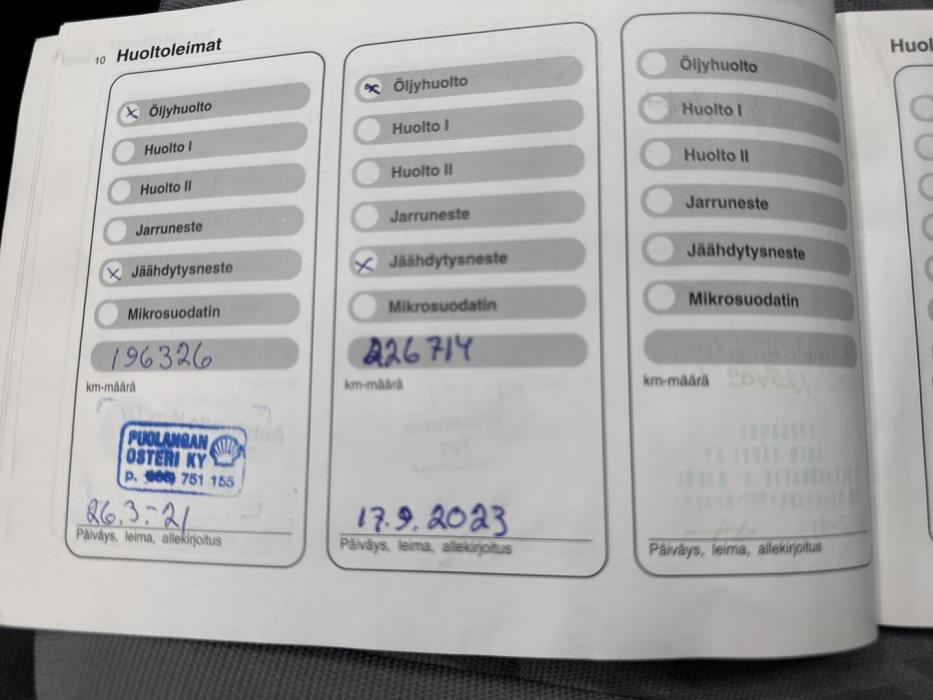 10 Huoltoleimat
Öljyhuolto
Huolto I
Huolto II
Jarruneste
Jäähdytysneste
Mikrosuodatin
196326
km-määrä
PUOLANGAN
OSTERI KY
p. 751 155
26.3.-21
Päiväys, leima, allekirjoitus
Öljyhuolto
Huolto I
Huolto II
Jarruneste
Jäähdytysneste
Mikrosuodatin
226714
km-määrä
17.9.2023
Päiväys, leima, allekirjoitus
Öljyhuolto
Huolto I
Huolto II
Jarruneste
Jäähdytysneste
Mikrosuodatin
km-määrä
Päiväys, leima, allekirjoitus
Huol